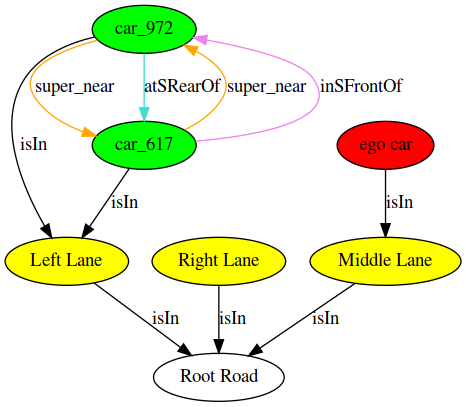 car_972
super_near
atSRearOf
super_near
inSFrontOf
isIn
car_617
ego car
isIn
isIn
Left Lane
Right Lane
Middle Lane
isIn
isIn
isIn
Root Road